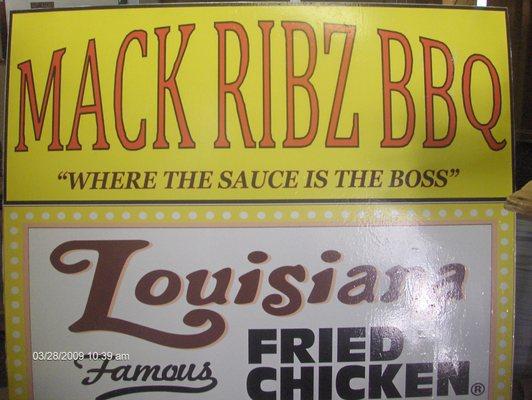 MACK RIBZ BBQ
"WHERE THE SAUCE IS THE BOSS"
Louisiana
Famous
FRIED
CHICKEN®
03/28/2009 10:39 am